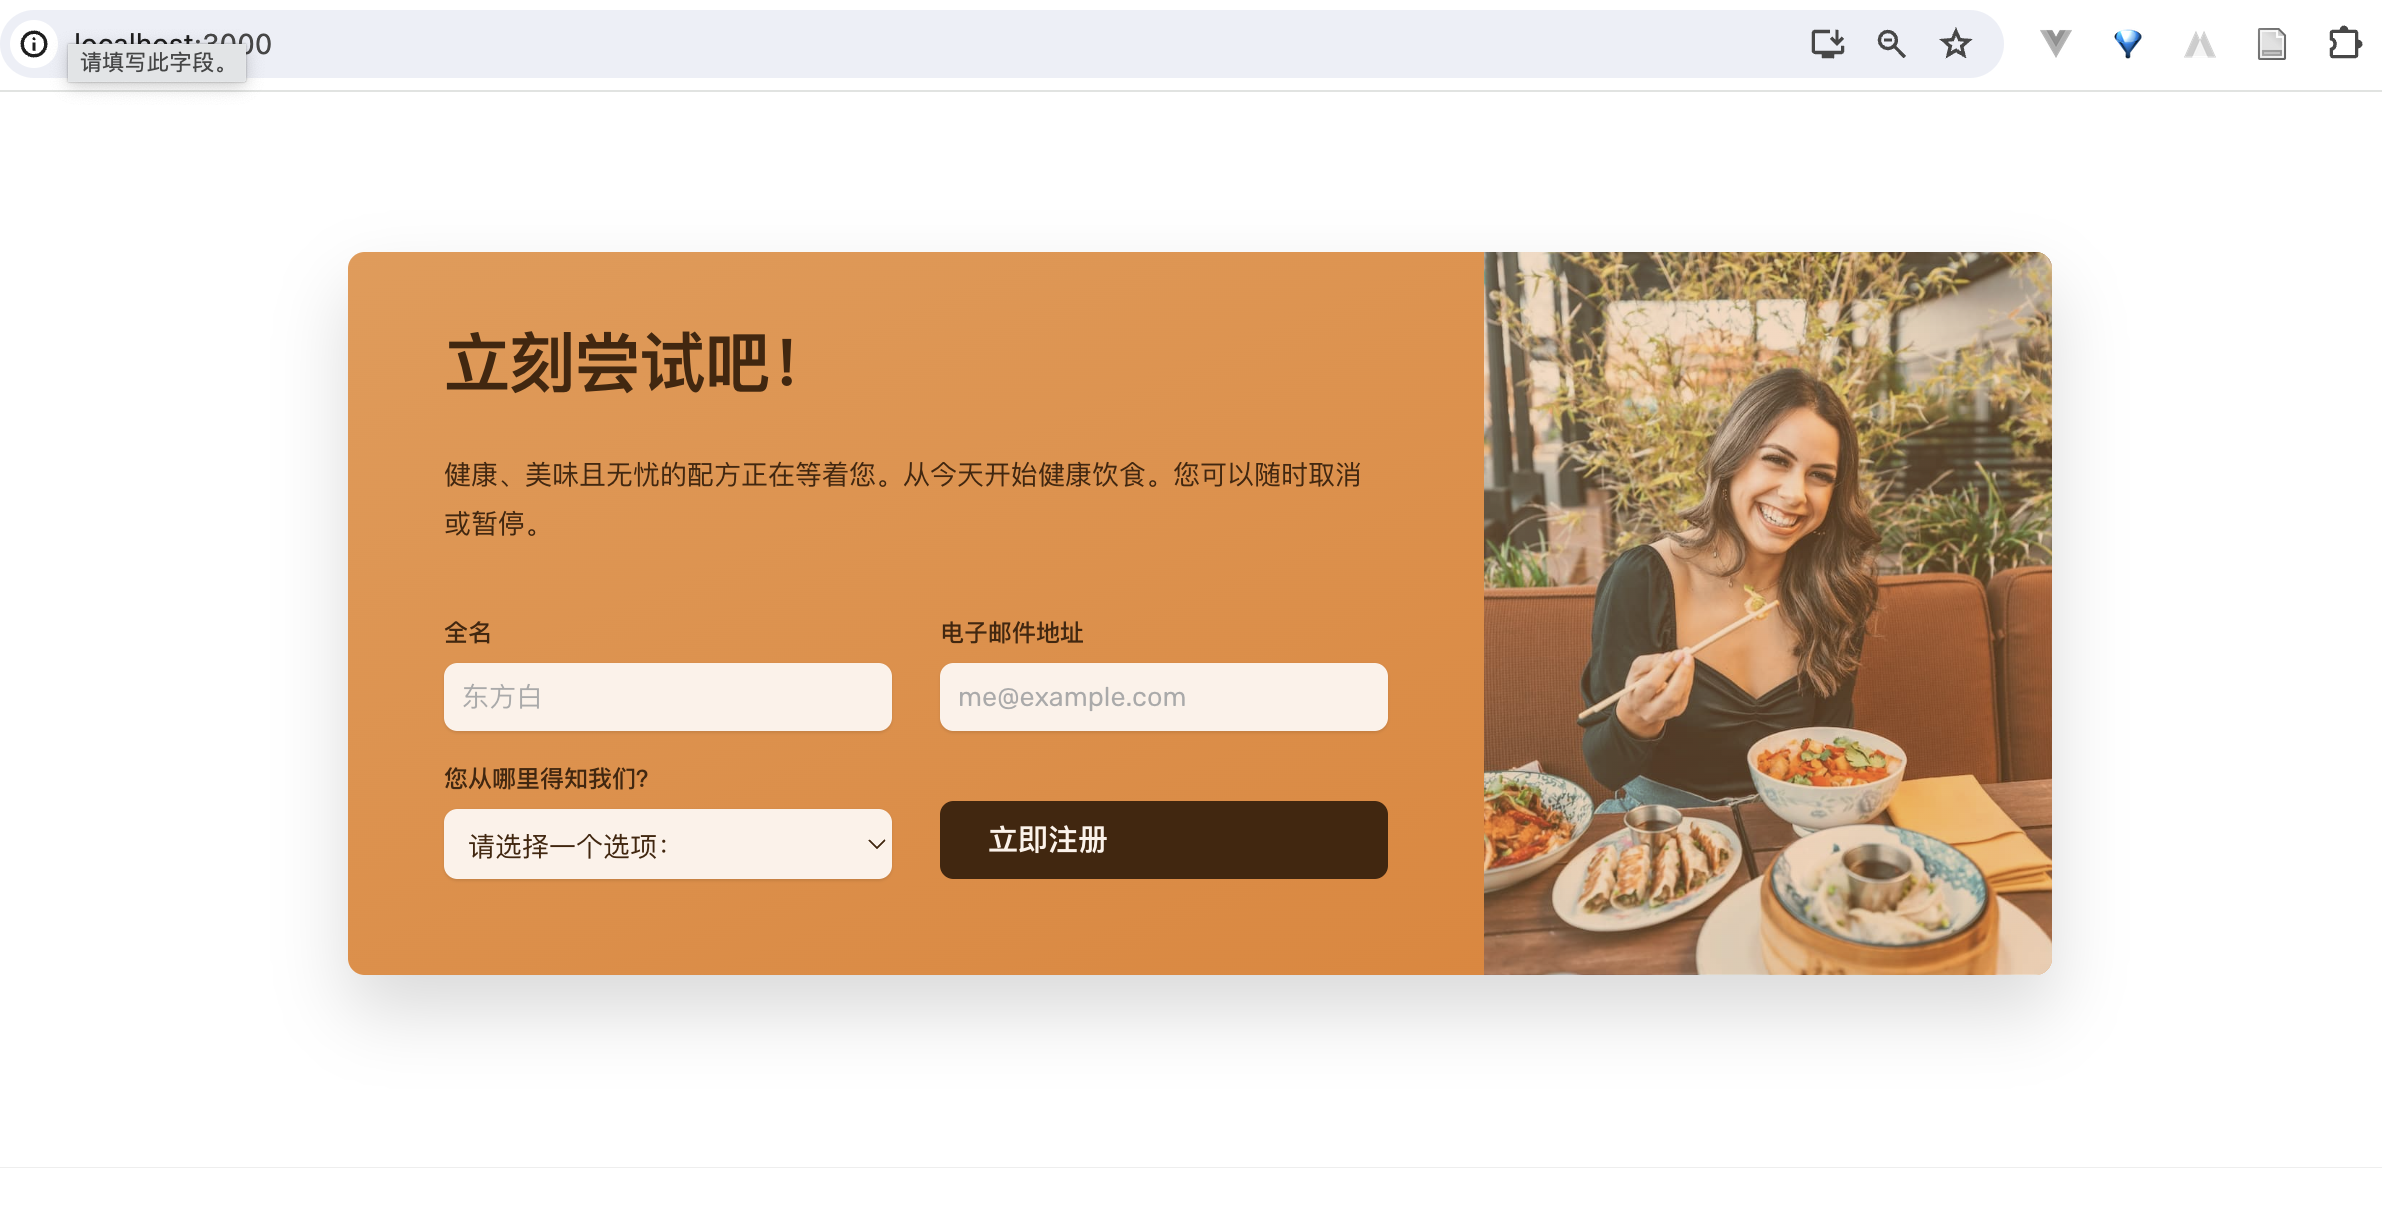 localhost:3000
请填写此字段。
立刻尝试吧！
健康、美味且无忧的配方正在等着您。从今天开始健康饮食。您可以随时取消
或暂停。
全名
电子邮件地址
东方白
me@example.com
您从哪里得知我们?
请选择一个选项：
立即注册